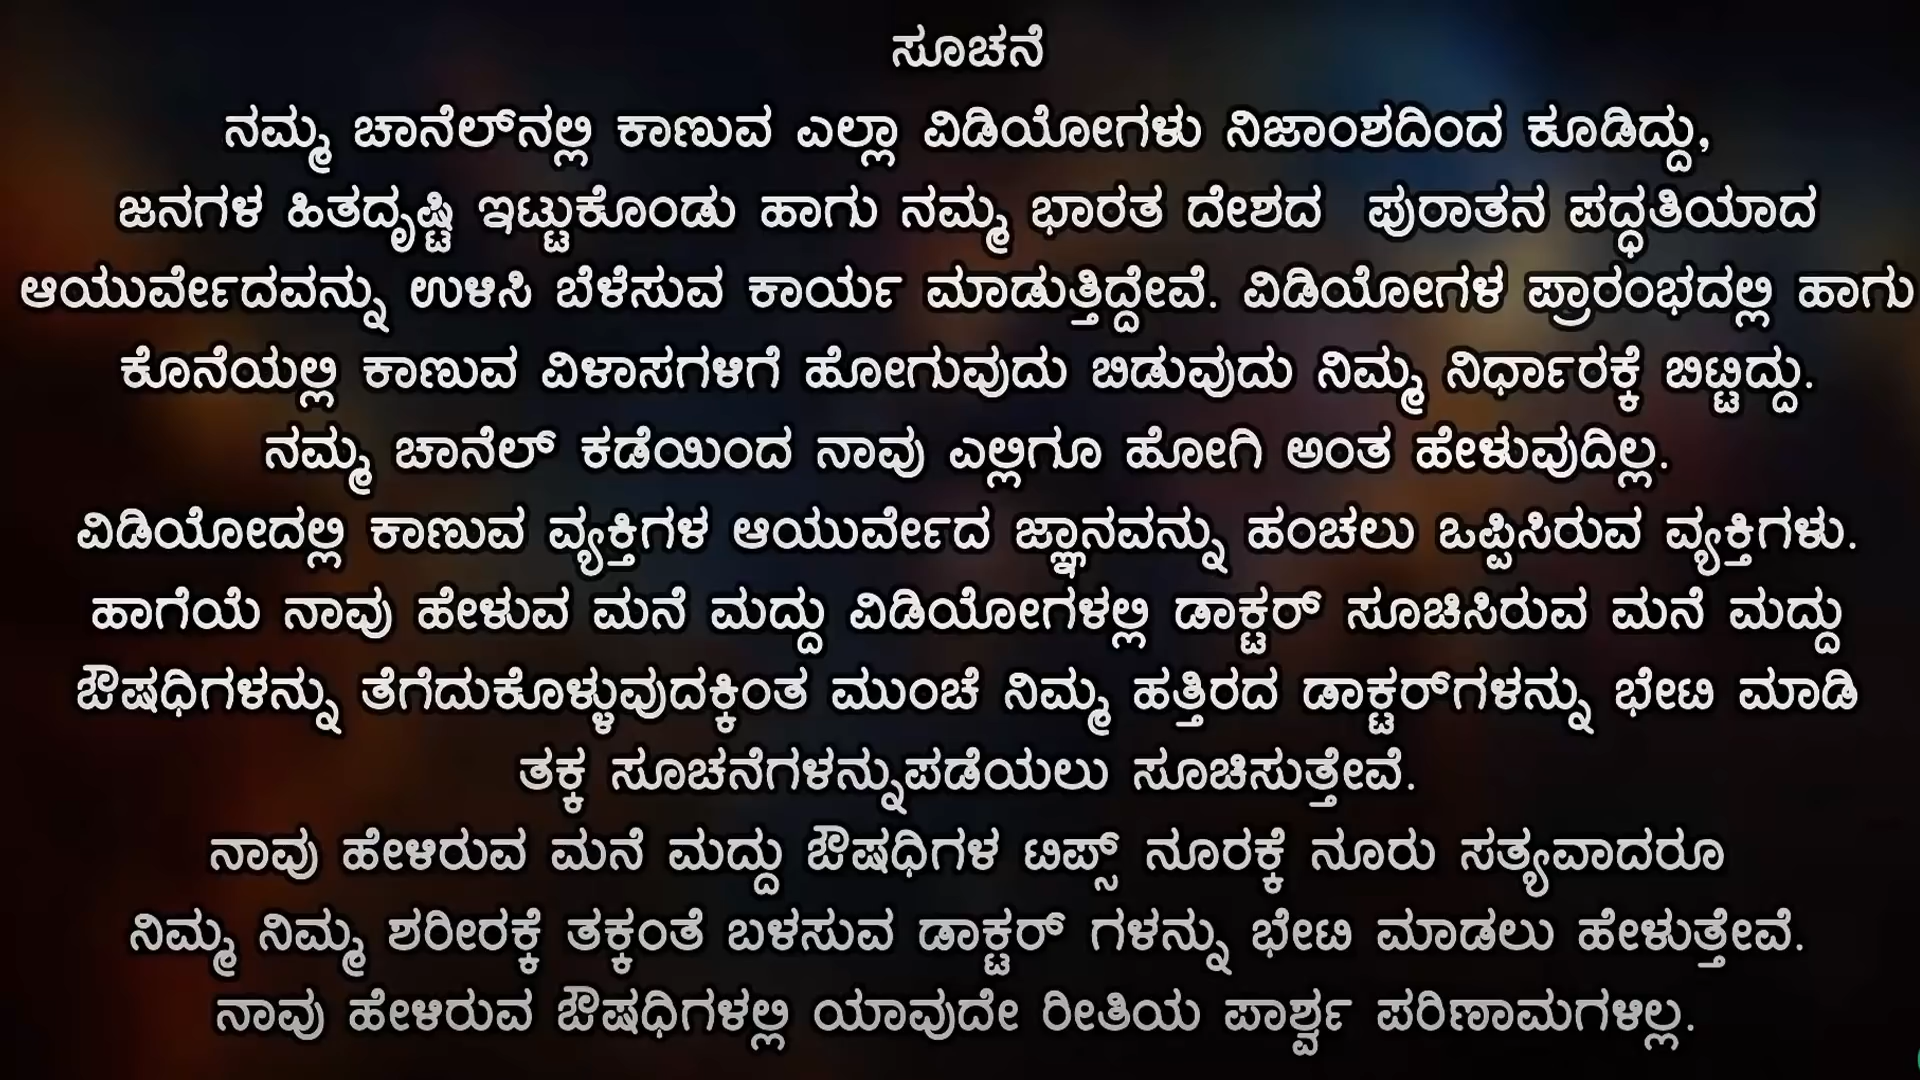 ಸೂಚನೆ
ನಮ್ಮ ಚಾನೆಲ್‌ನಲ್ಲಿ ಕಾಣುವ ಎಲ್ಲಾ ವಿಡಿಯೋಗಳು ನಿಜಾಂಶದಿಂದ ಕೂಡಿದ್ದು,
ಜನಗಳ ಹಿತದೃಷ್ಟಿ ಇಟ್ಟುಕೊಂಡು ಹಾಗು ನಮ್ಮ ಭಾರತ ದೇಶದ ಪುರಾತನ ಪದ್ಧತಿಯಾದ
ಆಯುರ್ವೇದವನ್ನು ಉಳಿಸಿ ಬೆಳೆಸುವ ಕಾರ್ಯ ಮಾಡುತ್ತಿದ್ದೇವೆ. ವಿಡಿಯೋಗಳ ಪ್ರಾರಂಭದಲ್ಲಿ ಹಾಗು
ಕೊನೆಯಲ್ಲಿ ಕಾಣುವ ವಿಳಾಸಗಳಿಗೆ ಹೋಗುವುದು ಬಿಡುವುದು ನಿಮ್ಮ ನಿರ್ಧಾರಕ್ಕೆ ಬಿಟ್ಟಿದ್ದು.
ನಮ್ಮ ಚಾನೆಲ್ ಕಡೆಯಿಂದ ನಾವು ಎಲ್ಲಿಗೂ ಹೋಗಿ ಅಂತ ಹೇಳುವುದಿಲ್ಲ.
ವಿಡಿಯೋದಲ್ಲಿ ಕಾಣುವ ವ್ಯಕ್ತಿಗಳ ಆಯುರ್ವೇದ ಜ್ಞಾನವನ್ನು ಹಂಚಲು ಒಪ್ಪಿಸಿರುವ ವ್ಯಕ್ತಿಗಳು.
ಹಾಗೆಯೆ ನಾವು ಹೇಳುವ ಮನೆ ಮದ್ದು ವಿಡಿಯೋಗಳಲ್ಲಿ ಡಾಕ್ಟರ್ ಸೂಚಿಸಿರುವ ಮನೆ ಮದ್ದು
ಔಷಧಿಗಳನ್ನು ತೆಗೆದುಕೊಳ್ಳುವುದಕ್ಕಿಂತ ಮುಂಚೆ ನಿಮ್ಮ ಹತ್ತಿರದ ಡಾಕ್ಟರ್‌ಗಳನ್ನು ಭೇಟಿ ಮಾಡಿ
ತಕ್ಕ ಸೂಚನೆಗಳನ್ನುಪಡೆಯಲು ಸೂಚಿಸುತ್ತೇವೆ.
ನಾವು ಹೇಳಿರುವ ಮನೆ ಮದ್ದು ಔಷಧಿಗಳ ಟಿಪ್ಸ್ ನೂರಕ್ಕೆ ನೂರು ಸತ್ಯವಾದರೂ
ನಿಮ್ಮ ನಿಮ್ಮ ಶರೀರಕ್ಕೆ ತಕ್ಕಂತೆ ಬಳಸುವ ಡಾಕ್ಟರ್ ಗಳನ್ನು ಭೇಟಿ ಮಾಡಲು ಹೇಳುತ್ತೇವೆ.
ನಾವು ಹೇಳಿರುವ ಔಷಧಿಗಳಲ್ಲಿ ಯಾವುದೇ ರೀತಿಯ ಪಾರ್ಶ್ವ ಪರಿಣಾಮಗಳಿಲ್ಲ.